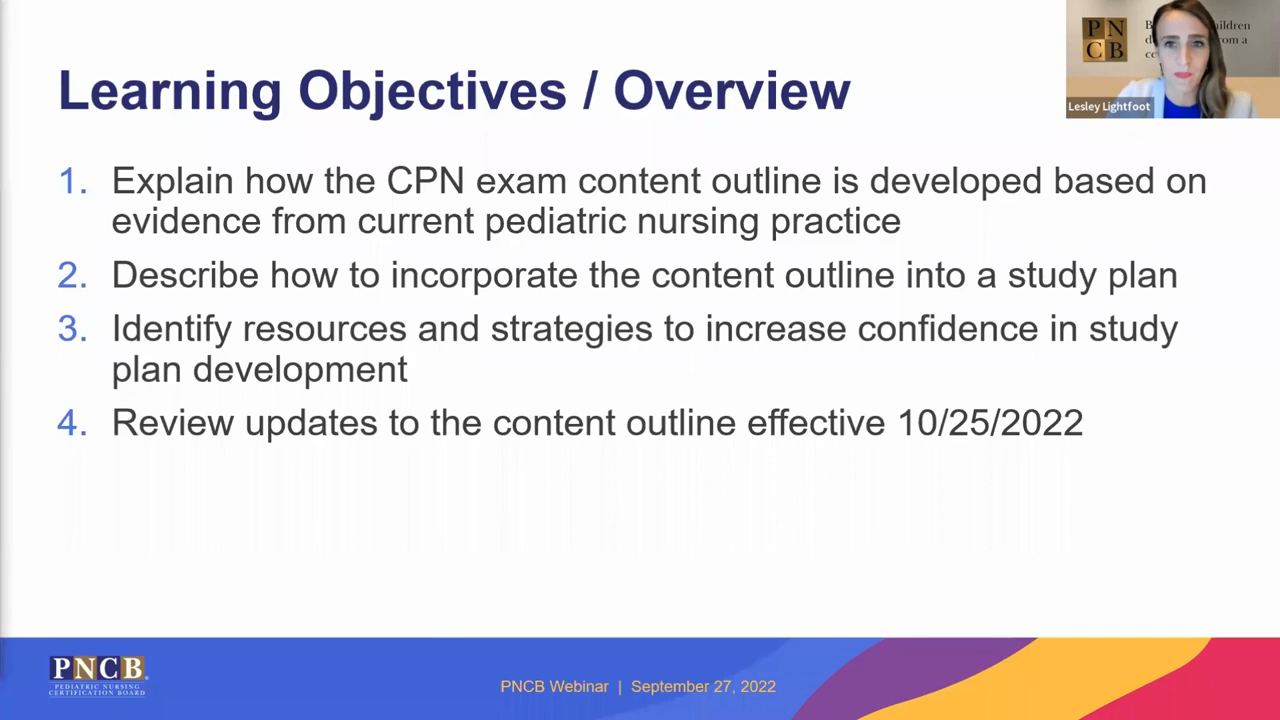 Learning Objectives / Overview
1. Explain how the CPN exam content outline is developed based on
evidence from current pediatric nursing practice
2. Describe how to incorporate the content outline into a study plan
3. Identify resources and strategies to increase confidence in study
plan development
4. Review updates to the content outline effective 10/25/2022
P N
C B
Lesley Lightfoot
PNCB
PEDIATRIC NURSING
CERTIFICATION BOARD
PNCB Webinar | September 27, 2022